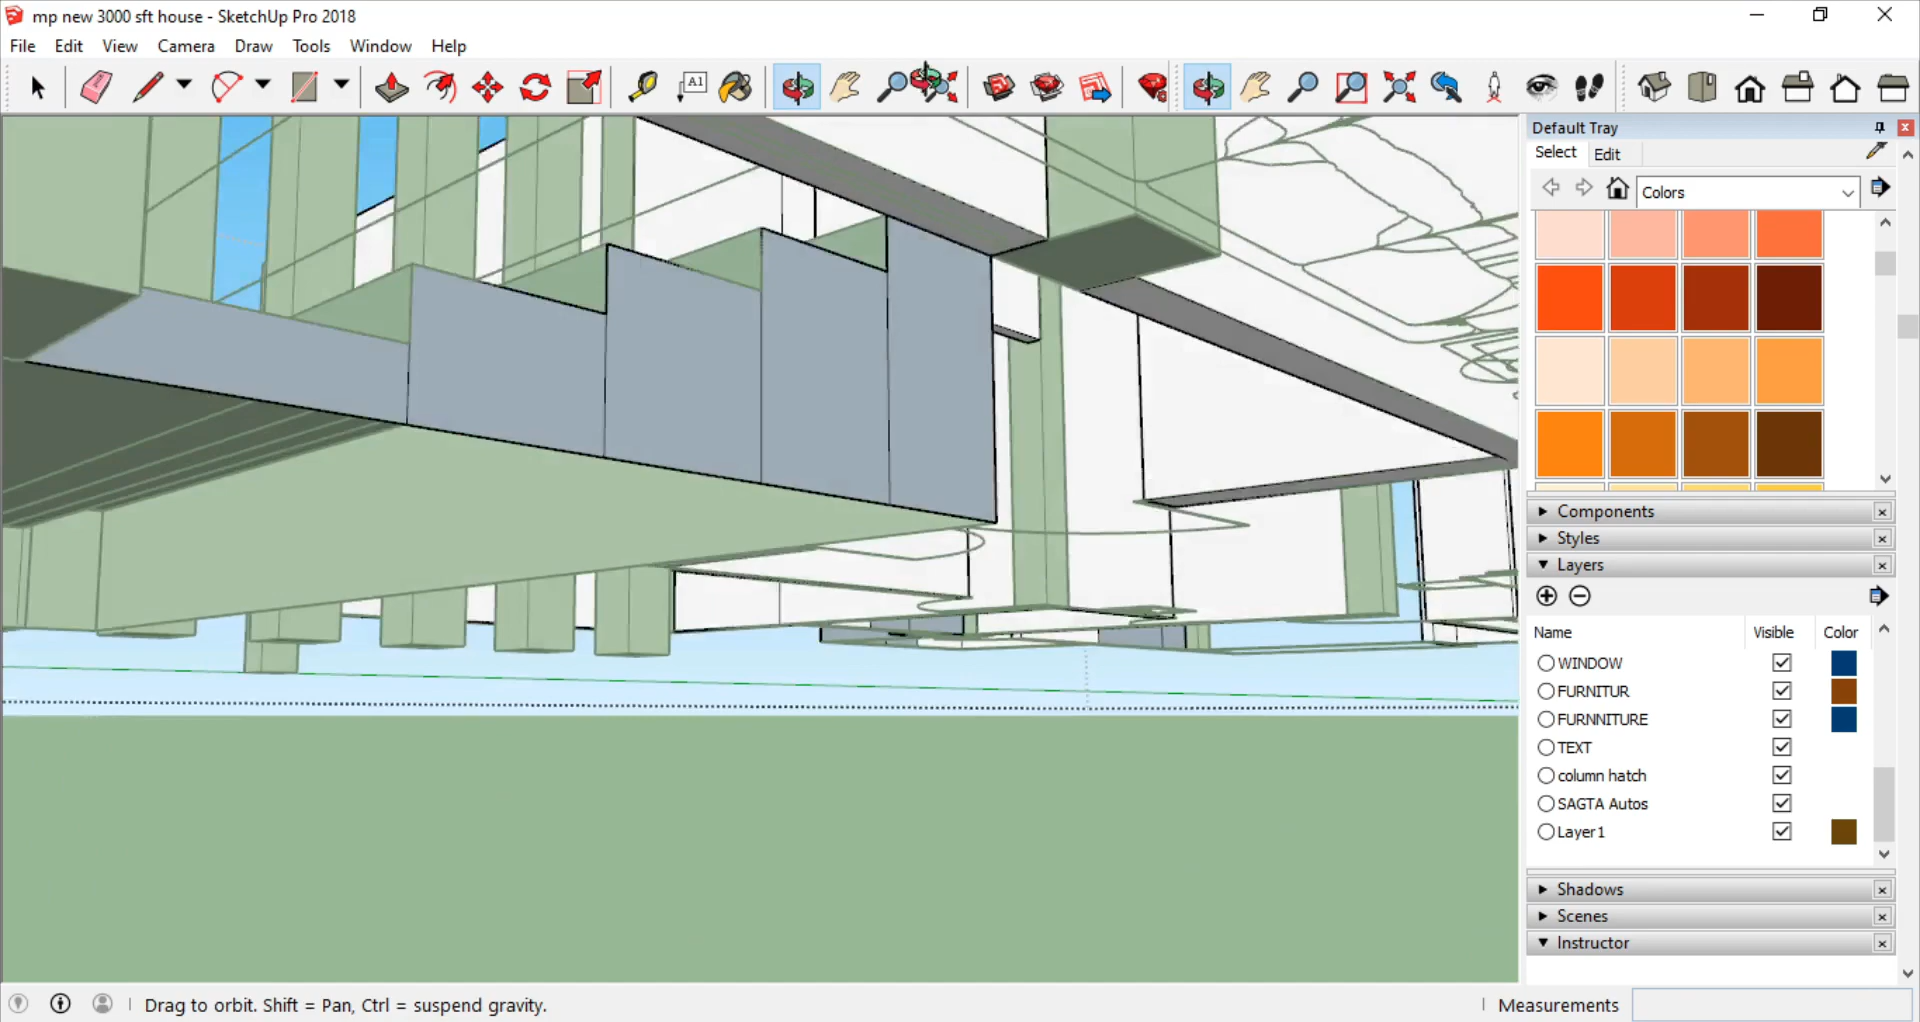 mp new 3000 sft house - SketchUp Pro 2018
File Edit View Camera Draw Tools Window Help
A1
Default Tray
Select Edit
Colors
Components
Styles
Layers
Name Visible Color
WINDOW
FURNITUR
FURNNITURE
TEXT
column hatch
SAGTA Autos
Layer1
Shadows
Scenes
Instructor
Drag to orbit. Shift = Pan, Ctrl = suspend gravity.
Measurements